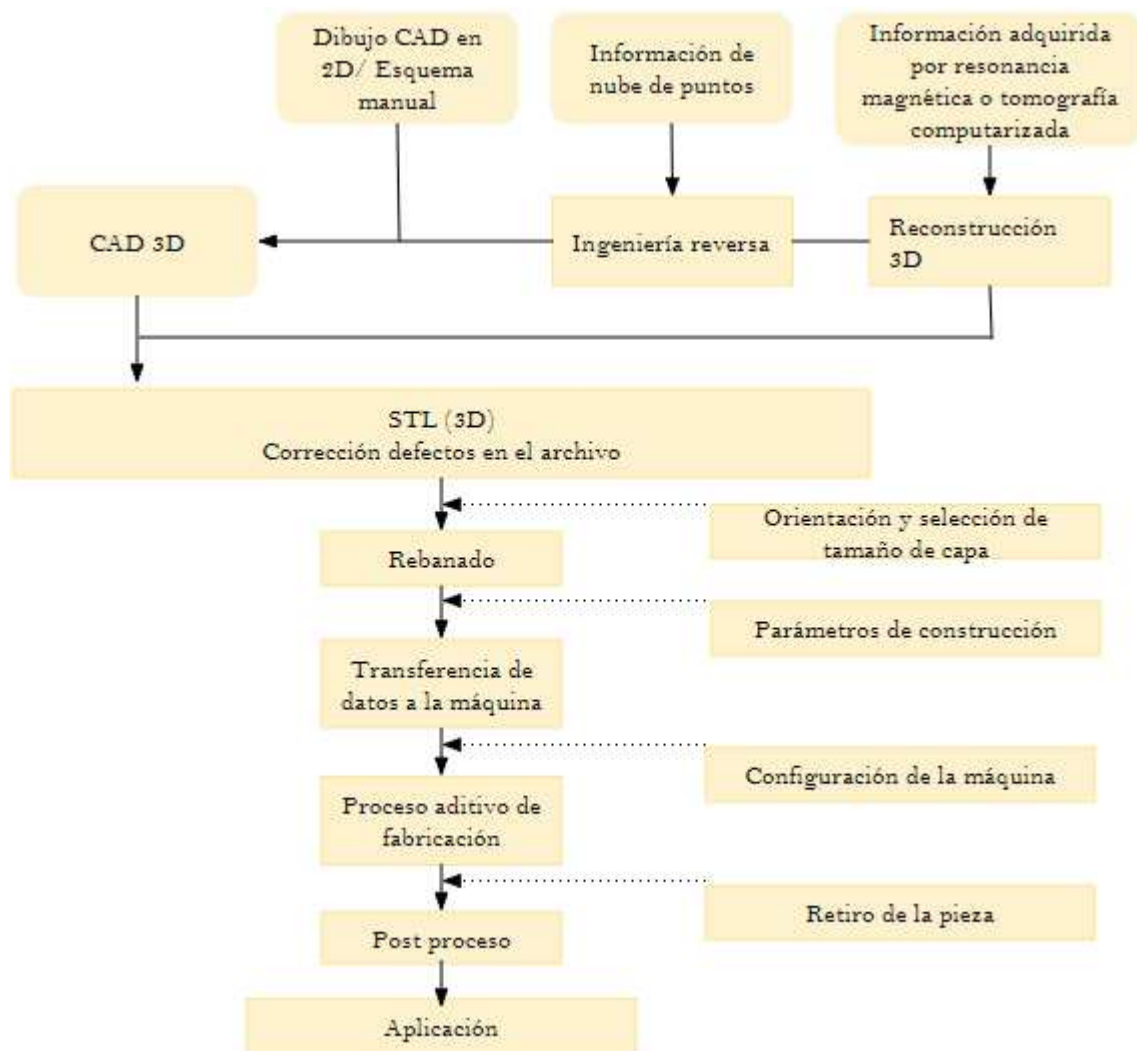 Dibujo CAD en
2D/ Esquema
manual
Información de
nube de puntos
Información adquirida
por resonancia
magnética o tomografía
computarizada
CAD 3D
Ingeniería reversa
Reconstrucción
3D
STL (3D)
Corrección defectos en el archivo
Orientación y selección de
tamaño de capa
Rebanado
Parámetros de construcción
Transferencia de
datos a la máquina
Configuración de la máquina
Proceso aditivo de
fabricación
Retiro de la pieza
Post proceso
Aplicación